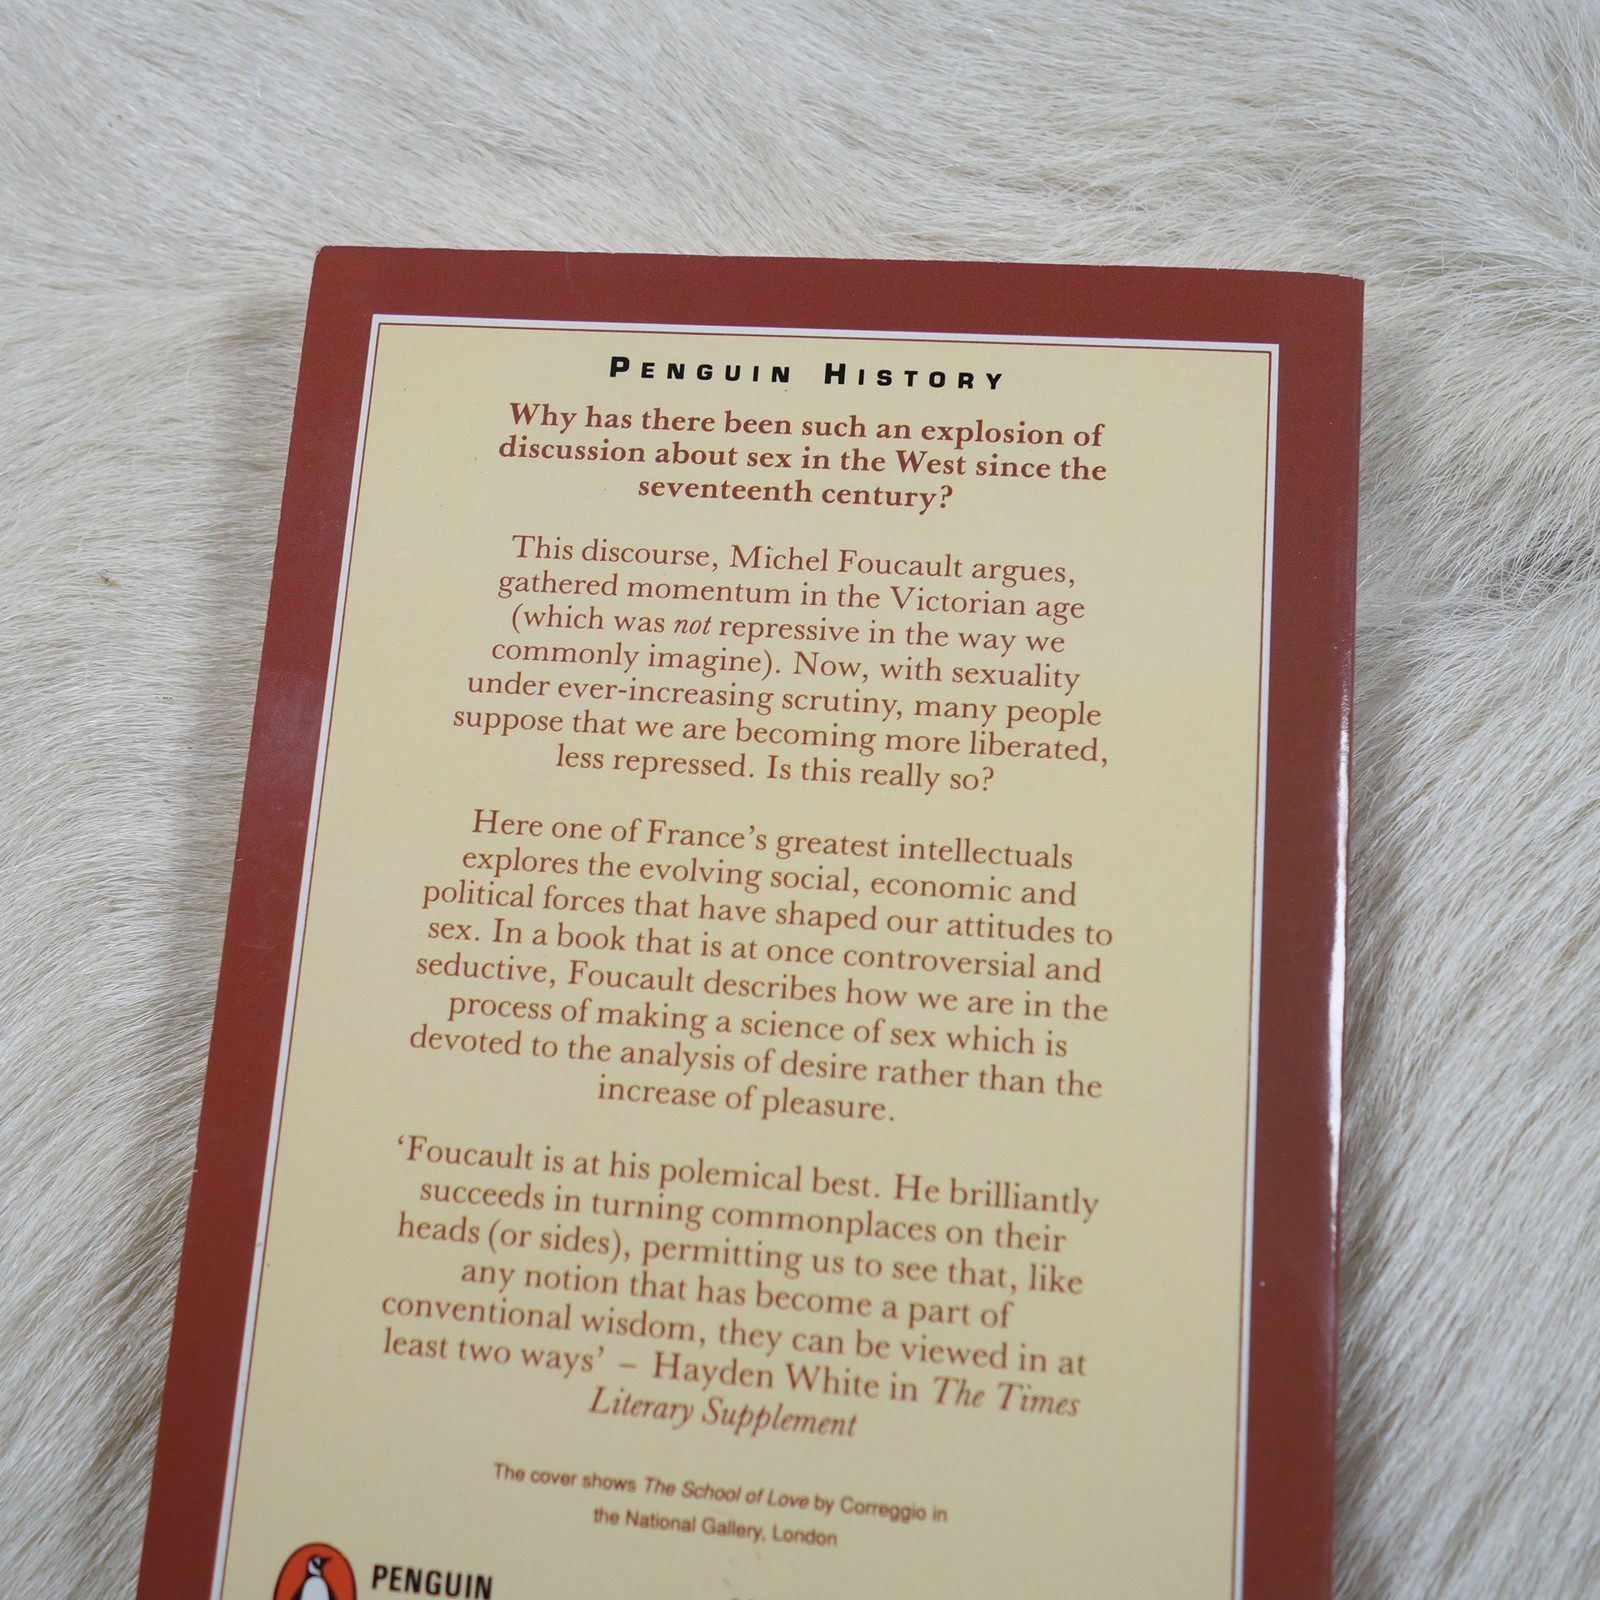 PENGUIN HISTORY
Why has there been such an explosion of
discussion about sex in the West since the
seventeenth century?
This discourse, Michel Foucault argues,
gathered momentum in the Victorian age
(which was not repressive in the way we
commonly imagine). Now, with sexuality
under ever-increasing scrutiny, many people
suppose that we are becoming more liberated,
less repressed. Is this really so?
Here one of France's greatest intellectuals
explores the evolving social, economic and
political forces that have shaped our attitudes to
sex. In a book that is at once controversial and
seductive, Foucault describes how we are in the
process of making a science of sex which is
devoted to the analysis of desire rather than the
increase of pleasure.
‘Foucault is at his polemical best. He brilliantly
succeeds in turning commonplaces on their
heads (or sides), permitting us to see that, like
any notion that has become a part of
conventional wisdom, they can be viewed in at
least two ways’ – Hayden White in The Times
Literary Supplement
The cover shows The School of Love by Correggio in
the National Gallery, London
PENGUIN